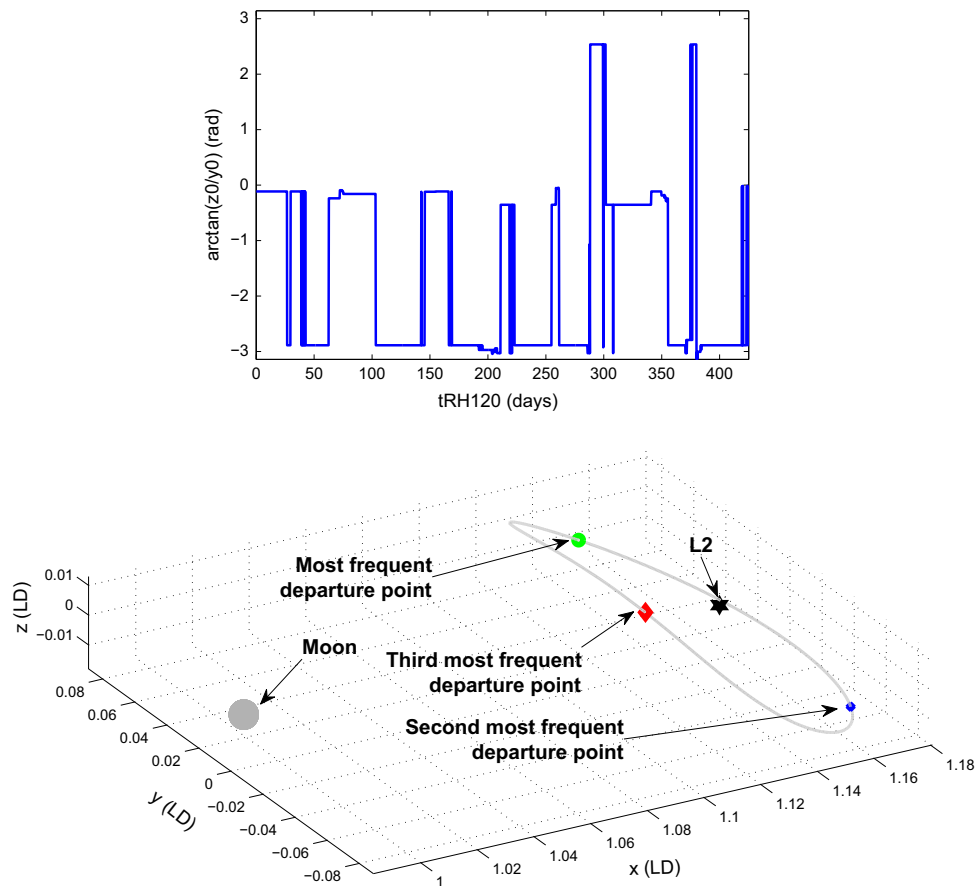 3
2
1
0
−1
−2
−3
arctan(z0/y0) (rad)
0 50 100 150 200 250 300 350 400
tRH120 (days)
L2
Most frequent
departure point
0.01
0
−0.01
z (LD)
Moon
Third most frequent
departure point
Second most frequent
departure point
0.08
0.06
0.04
0.02
0
−0.02
−0.04
−0.06
−0.08
y (LD)
1
1.02
1.04
1.06
1.08
1.1
1.12
1.14
1.16
1.18
x (LD)